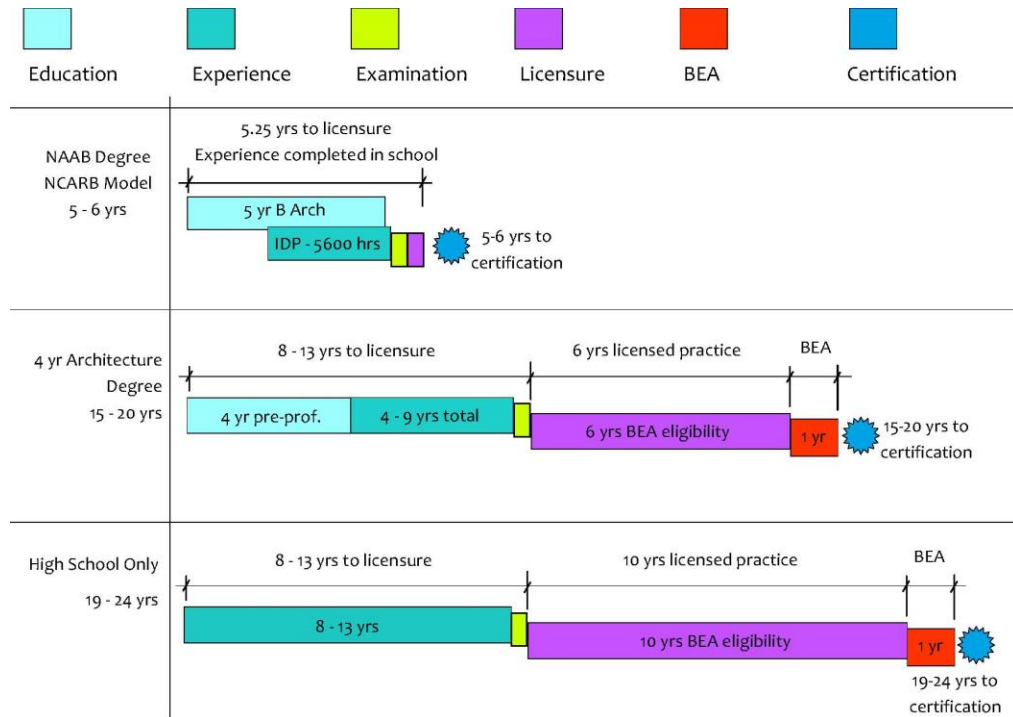 Education
Experience
Examination
Licensure
BEA
Certification
NAAB Degree
NCARB Model
5 - 6 yrs
5.25 yrs to licensure
Experience completed in school
5 yr B Arch
IDP - 5600 hrs
5-6 yrs to
certification
4 yr Architecture
Degree
15 - 20 yrs
8 - 13 yrs to licensure
6 yrs licensed practice
BEA
4 yr pre-prof.
4 - 9 yrs total
6 yrs BEA eligibility
1 yr
15-20 yrs to
certification
High School Only
19 - 24 yrs
8 - 13 yrs to licensure
10 yrs licensed practice
BEA
8 - 13 yrs
10 yrs BEA eligibility
1 yr
19-24 yrs to
certification